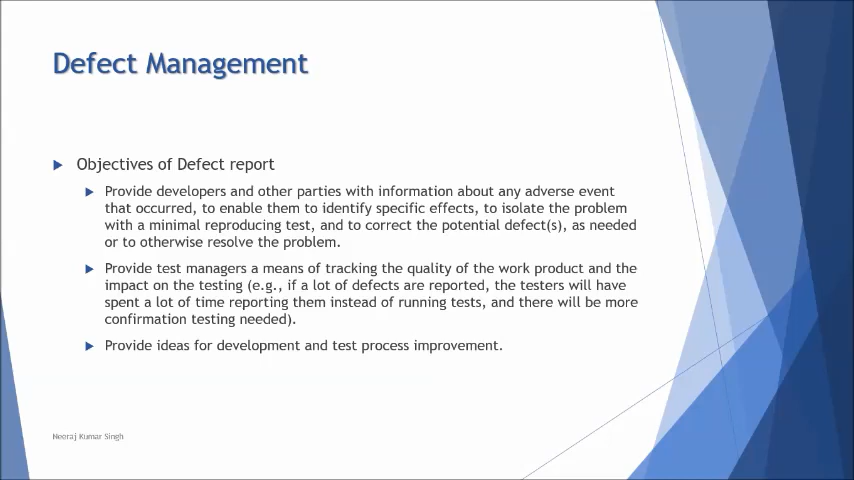 Defect Management
Objectives of Defect report
Provide developers and other parties with information about any adverse event
that occurred, to enable them to identify specific effects, to isolate the problem
with a minimal reproducing test, and to correct the potential defect(s), as needed
or to otherwise resolve the problem.
Provide test managers a means of tracking the quality of the work product and the
impact on the testing (e.g., if a lot of defects are reported, the testers will have
spent a lot of time reporting them instead of running tests, and there will be more
confirmation testing needed).
Provide ideas for development and test process improvement.
Neeraj Kumar Singh